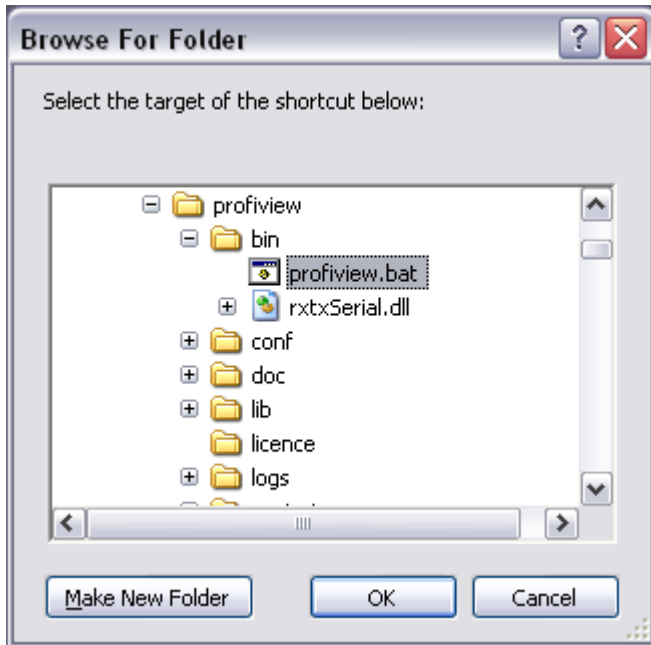 Browse For Folder
Select the target of the shortcut below:
profiview
bin
profiview.bat
rxtxSerial.dll
conf
doc
lib
licence
logs
Make New Folder
OK
Cancel